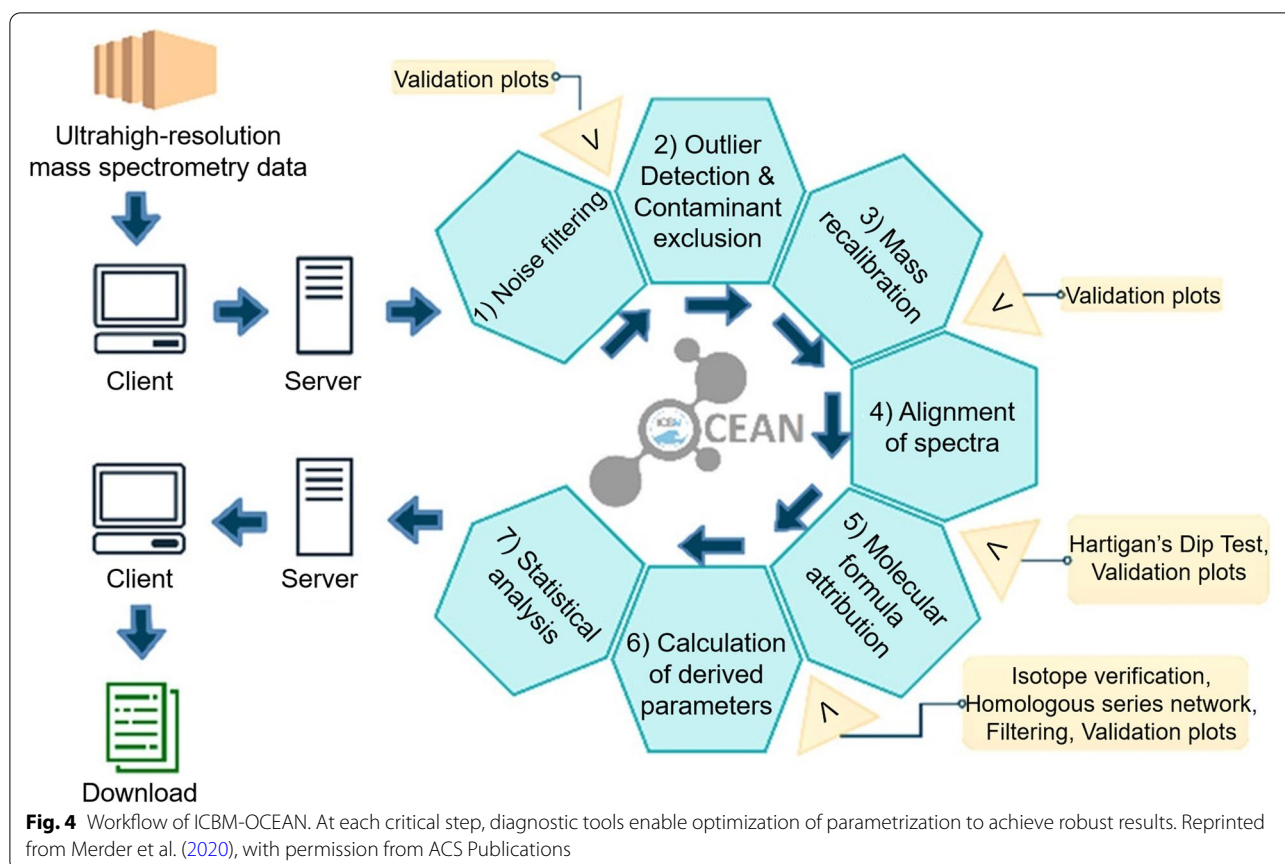 Ultrahigh-resolution
mass spectrometry data
Client
Server
Validation plots
V
1) Noise filtering
2) Outlier
Detection &
Contaminant
exclusion
3) Mass
recalibration
V
Validation plots
4) Alignment
of spectra
V
Hartigan's Dip Test,
Validation plots
5) Molecular
formula
attribution
V
Isotope verification,
Homologous series network,
Filtering, Validation plots
6) Calculation
of derived
parameters
7) Statistical
analysis
ICBM
CEAN
Server
Client
Download
Fig. 4 Workflow of ICBM-OCEAN. At each critical step, diagnostic tools enable optimization of parametrization to achieve robust results. Reprinted
from Merder et al. (2020), with permission from ACS Publications